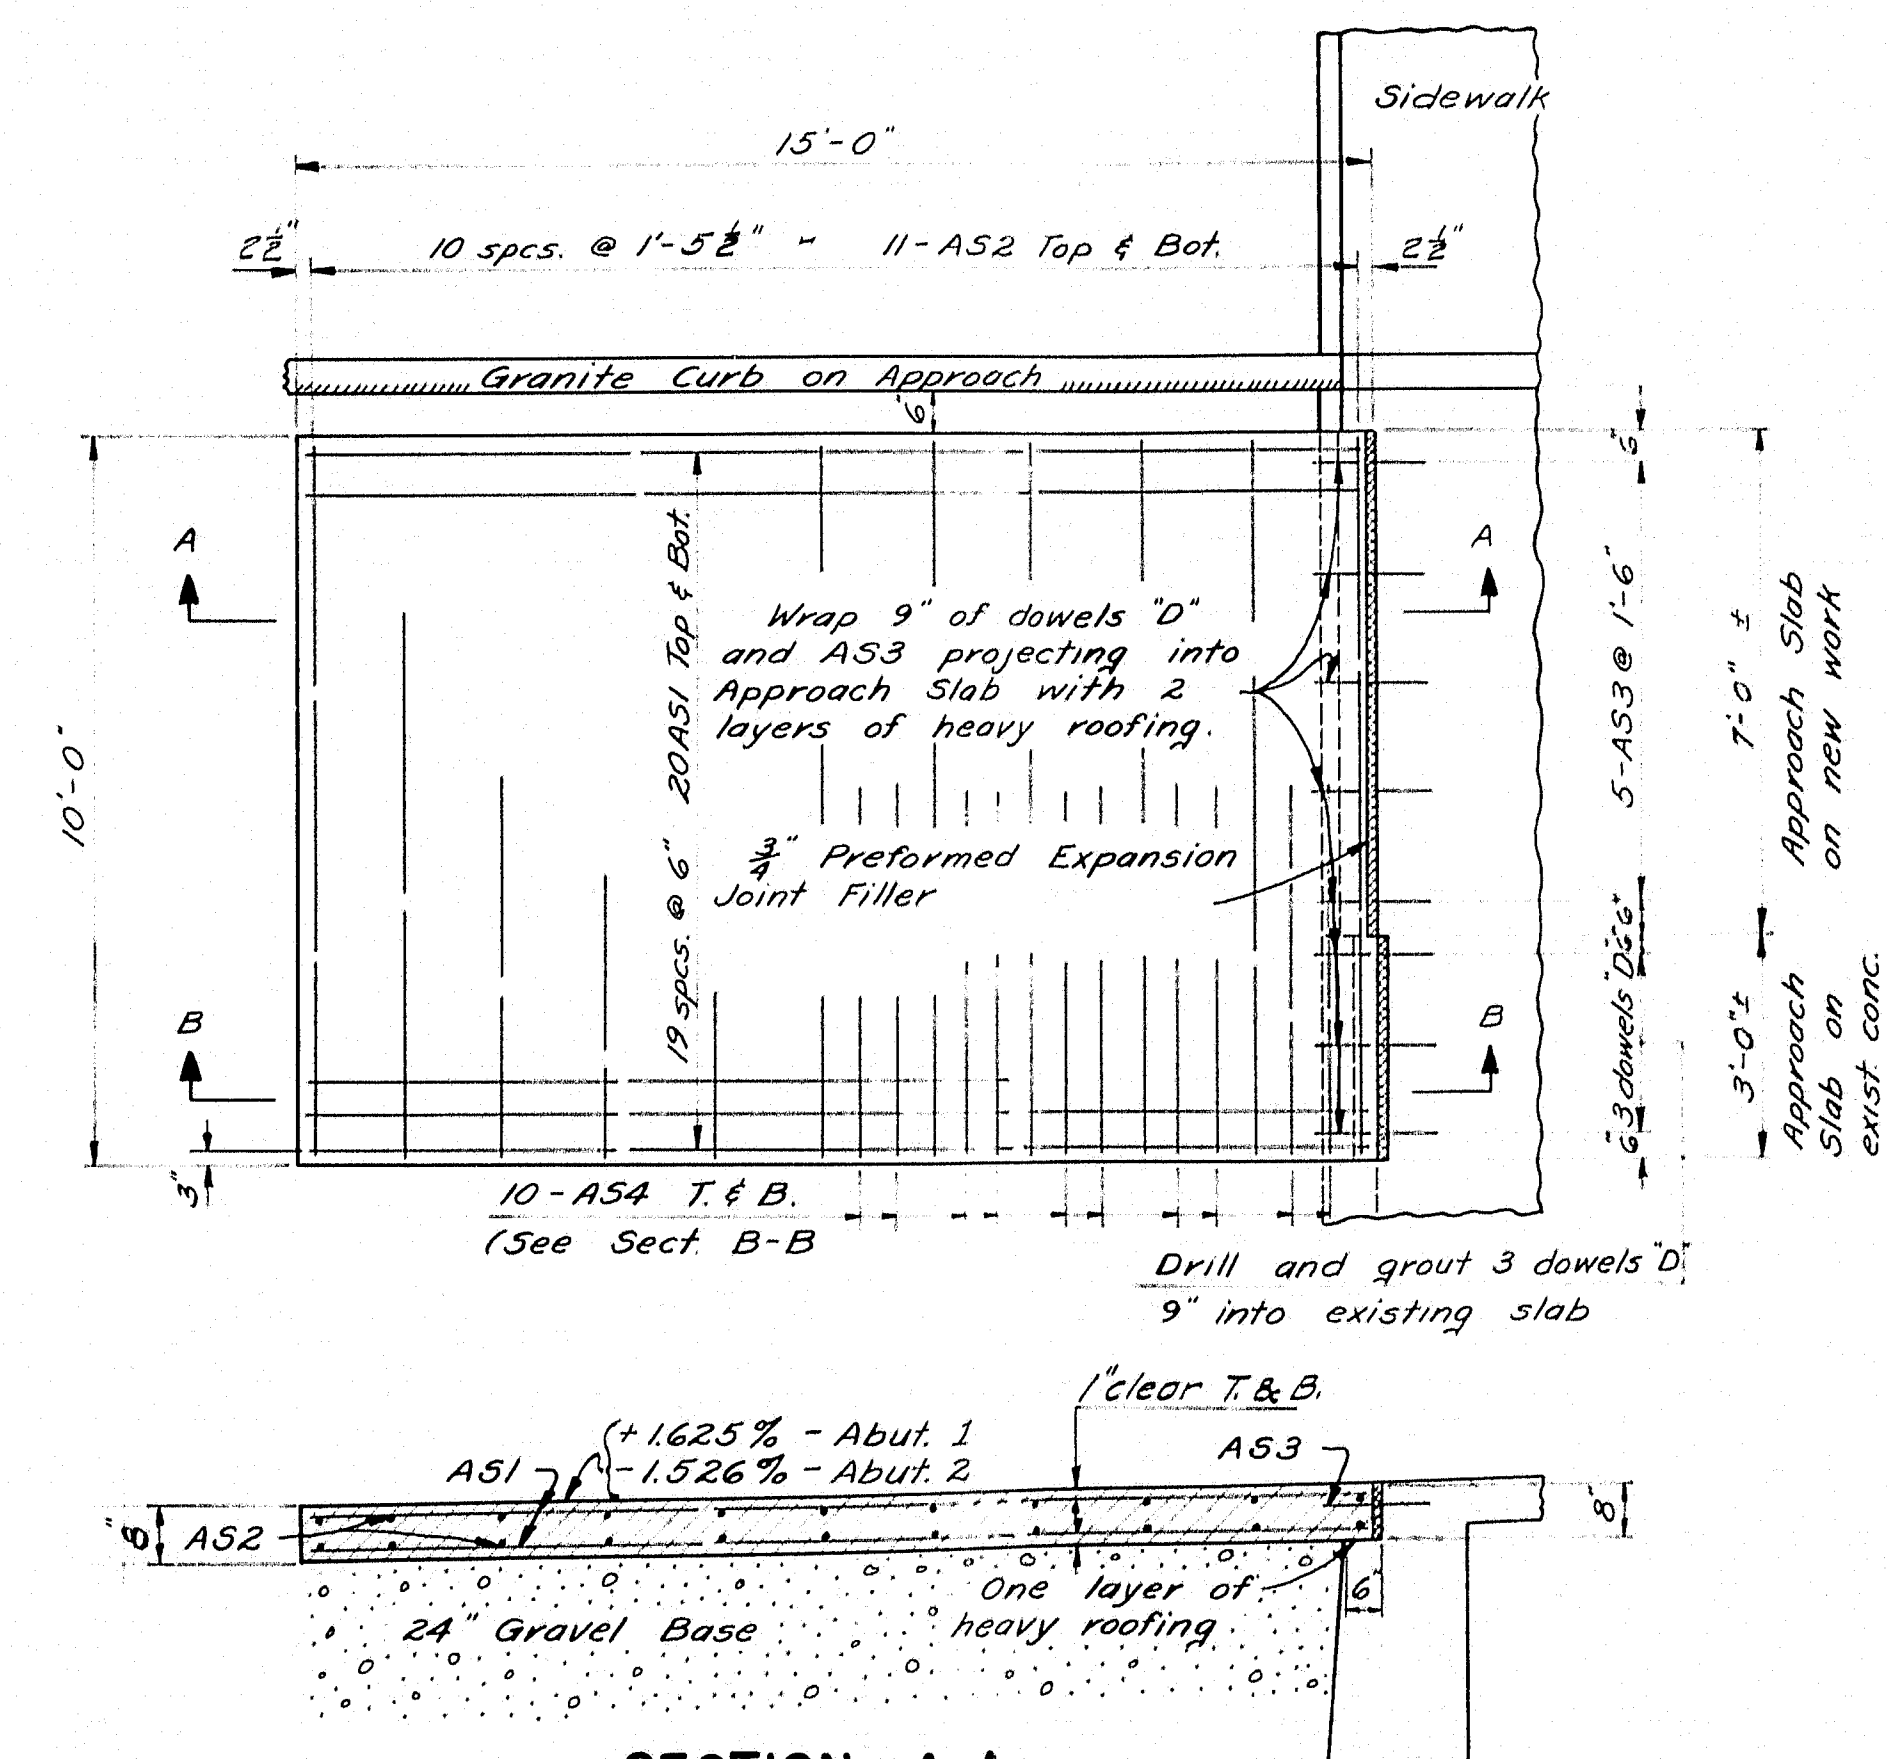 Sidewalk
15'-0"
2½"
10 spcs. @ 1'-5½" - 11-AS2 Top & Bot.
2½"
Granite Curb on Approach
6"
6"
A
A
10'-0"
19 spcs. @ 6" 20AS1 Top & Bot.
Wrap 9" of dowels "D"
and AS3 projecting into
Approach Slab with 2
layers of heavy roofing.
¾" Preformed Expansion
Joint Filler
5-AS3 @ 1'-6"
7'-0" ±
Approach Slab
on new work
B
B
6" 3 dowels "D"
6"
3'-0"±
Approach
Slab on
exist. conc.
3"
10-AS4 T. & B.
(See Sect. B-B
Drill and grout 3 dowels "D"
9" into existing slab
1" clear T. & B.
+1.625% - Abut. 1
-1.526% - Abut. 2
AS1
AS3
8"
AS2
8"
One layer of
heavy roofing
6"
24" Gravel Base